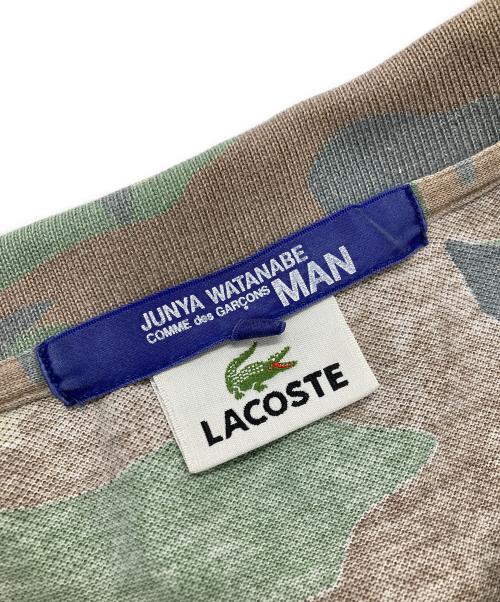 JUNYA WATANABE
COMME des GARÇONS MAN
LACOSTE